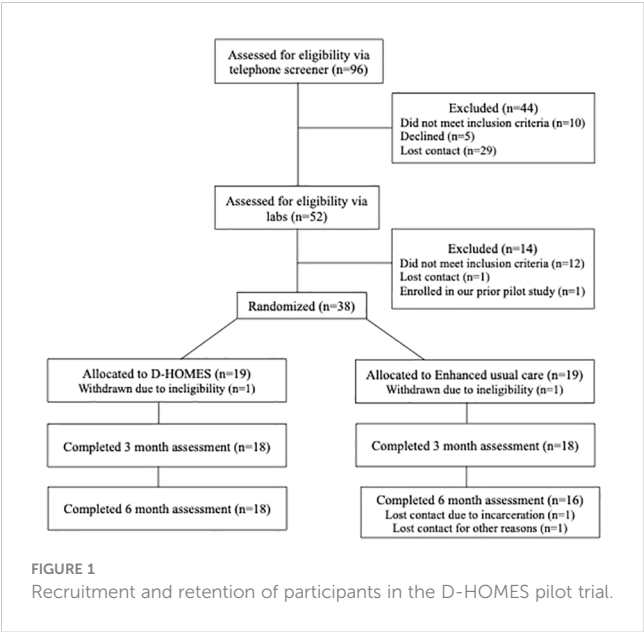 Assessed for eligibility via
telephone screener (n=96)
Excluded (n=44)
Did not meet inclusion criteria (n=10)
Declined (n=5)
Lost contact (n=29)
Assessed for eligibility via
labs (n=52)
Excluded (n=14)
Did not meet inclusion criteria (n=12)
Lost contact (n=1)
Enrolled in our prior pilot study (n=1)
Randomized (n=38)
Allocated to D-HOMES (n=19)
Withdrawn due to ineligibility (n=1)
Allocated to Enhanced usual care (n=19)
Withdrawn due to ineligibility (n=1)
Completed 3 month assessment (n=18)
Completed 3 month assessment (n=18)
Completed 6 month assessment (n=18)
Completed 6 month assessment (n=16)
Lost contact due to incarceration (n=1)
Lost contact for other reasons (n=1)
FIGURE 1
Recruitment and retention of participants in the D-HOMES pilot trial.